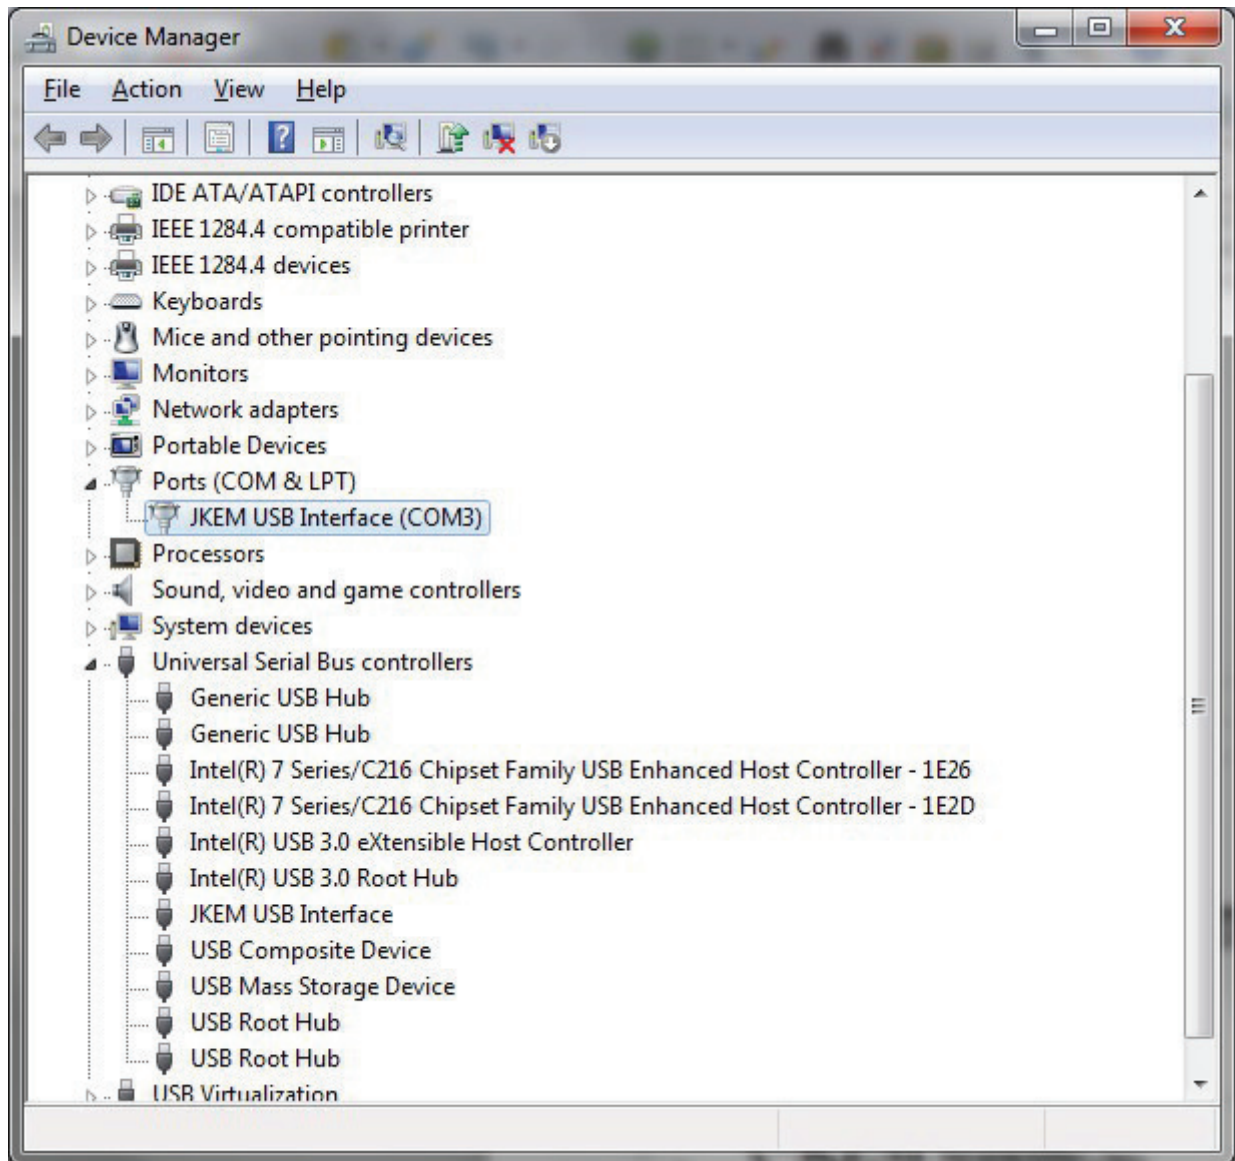 Device Manager
File Action View Help
IDE ATA/ATAPI controllers
IEEE 1284.4 compatible printer
IEEE 1284.4 devices
Keyboards
Mice and other pointing devices
Monitors
Network adapters
Portable Devices
Ports (COM & LPT)
JKEM USB Interface (COM3)
Processors
Sound, video and game controllers
System devices
Universal Serial Bus controllers
Generic USB Hub
Generic USB Hub
Intel(R) 7 Series/C216 Chipset Family USB Enhanced Host Controller - 1E26
Intel(R) 7 Series/C216 Chipset Family USB Enhanced Host Controller - 1E2D
Intel(R) USB 3.0 eXtensible Host Controller
Intel(R) USB 3.0 Root Hub
JKEM USB Interface
USB Composite Device
USB Mass Storage Device
USB Root Hub
USB Root Hub
USB Virtualization